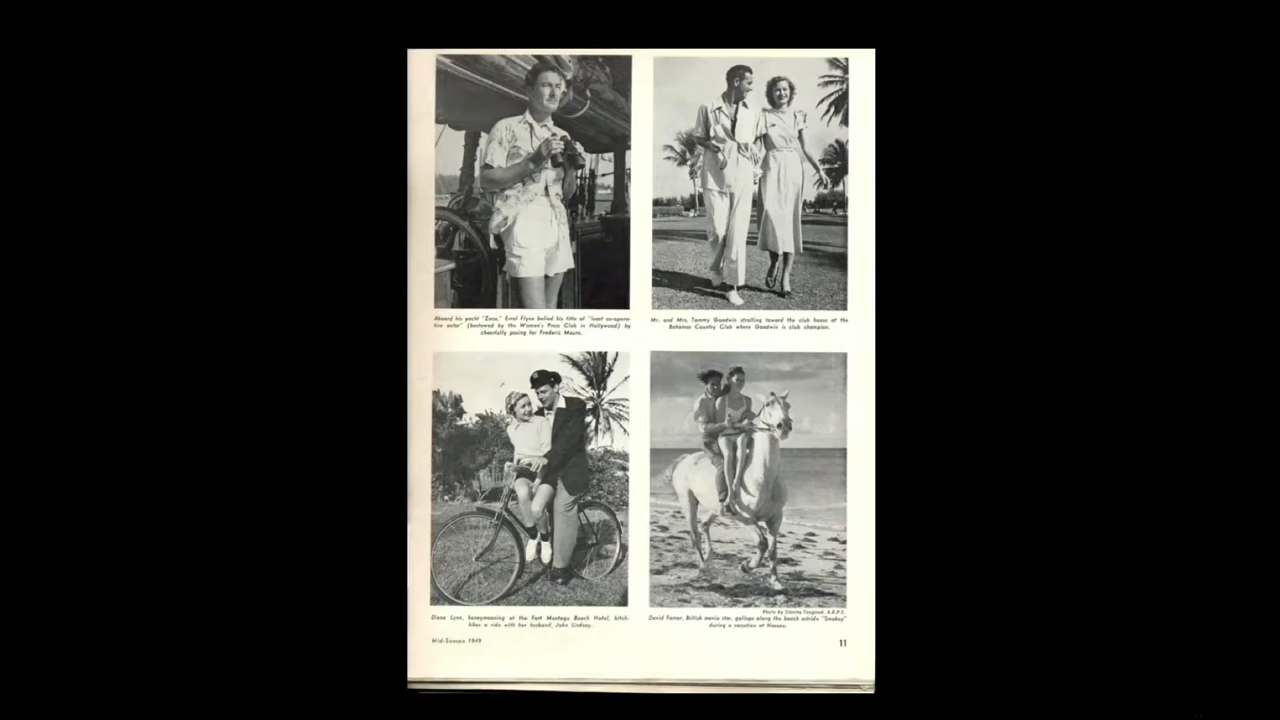 Aboard his yacht "Zaca," Errol Flynn belied his title of "least co-opera-
tive actor" (bestowed by the Women's Press Club in Hollywood) by
cheerfully posing for Frederic Maura.
Mr. and Mrs. Tommy Goodwin strolling toward the club house of the
Bahamas Country Club where Goodwin is club champion.
Diana Lynn, honeymooning at the Fort Montagu Beach Hotel, hitch-
hikes a ride with her husband, John Lindsay.
Photo by Stanley Toogood, A.R.P.S.
David Farrar, British movie star, gallops along the beach astride "Smokey"
during a vacation at Nassau.
Mid-Season 1949
11